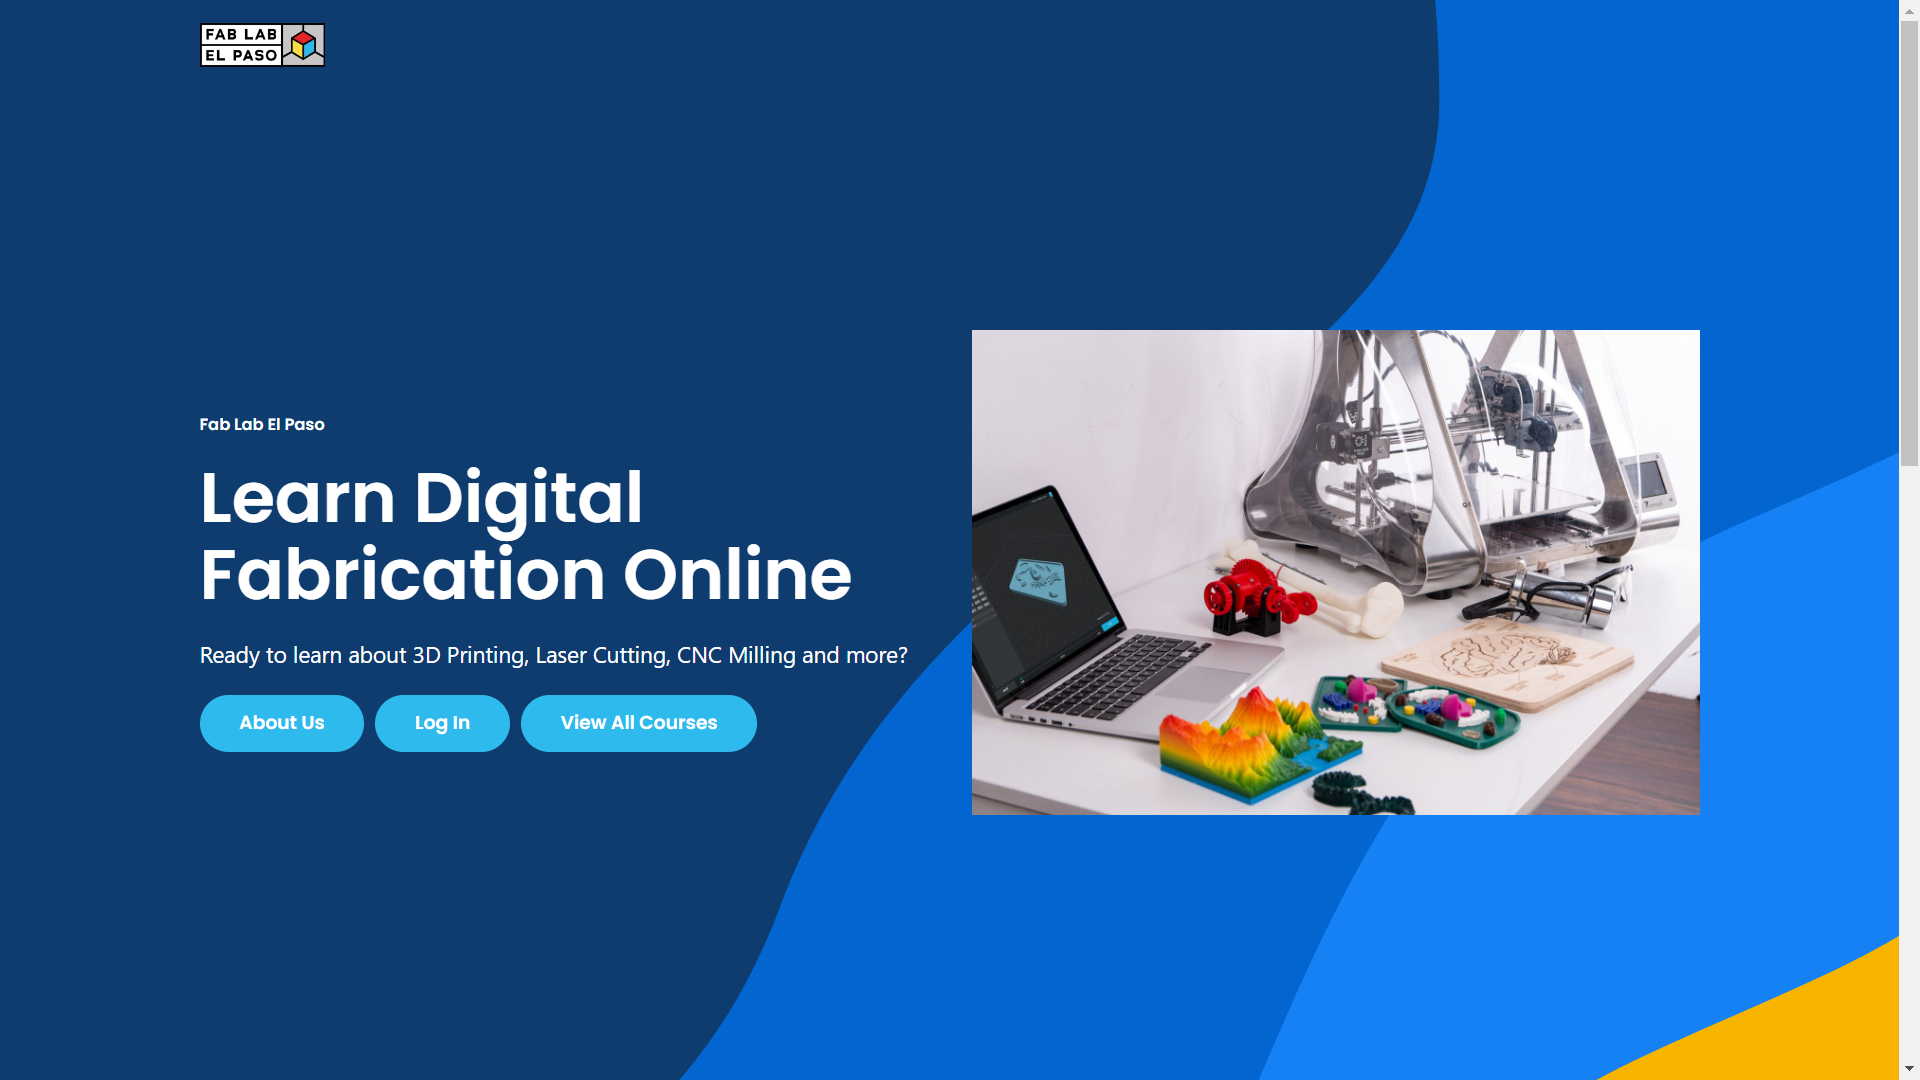 FAB LAB
EL PASO
Fab Lab El Paso
Learn Digital
Fabrication Online
Ready to learn about 3D Printing, Laser Cutting, CNC Milling and more?
About Us
Log In
View All Courses